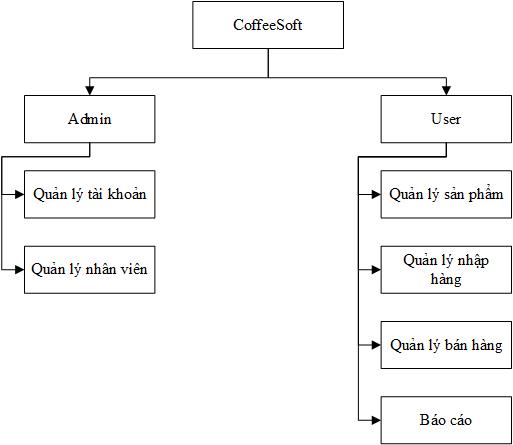 CoffeeSoft
Admin
User
Quản lý tài khoản
Quản lý sản phẩm
Quản lý nhân viên
Quản lý nhập
hàng
Quản lý bán hàng
Báo cáo